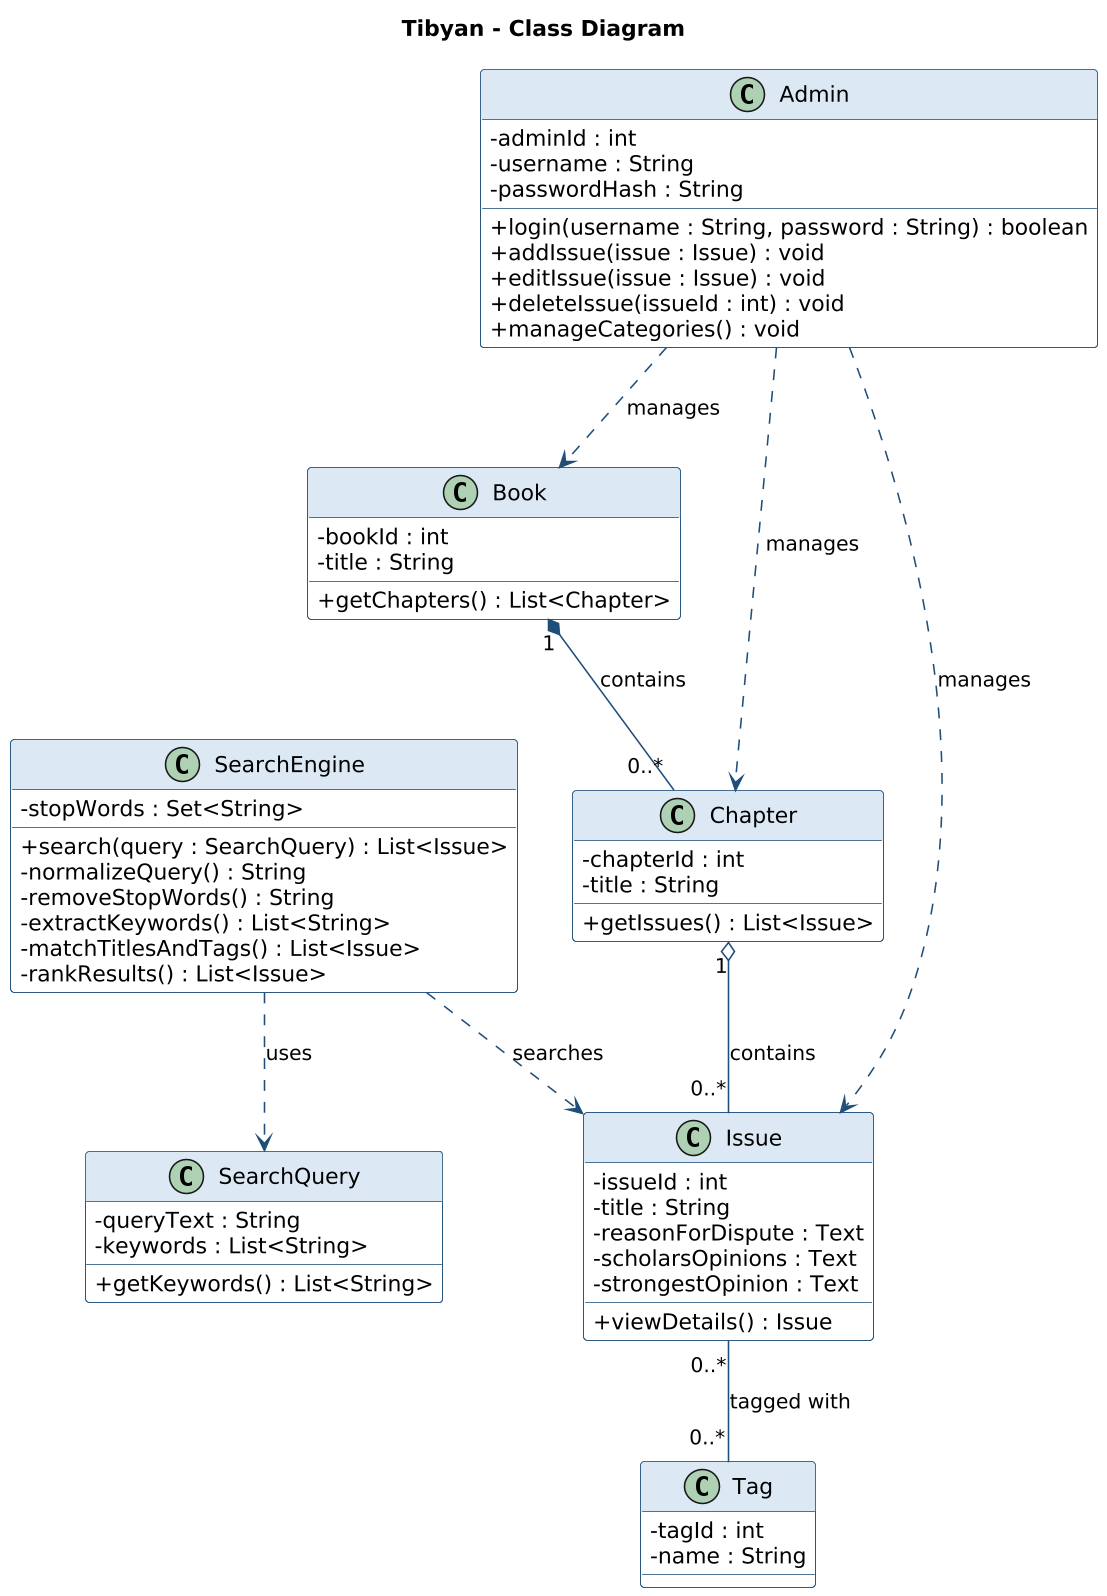 Tibyan - Class Diagram
C Admin
-adminId : int
-username : String
-passwordHash : String
+login(username : String, password : String) : boolean
+addIssue(issue : Issue) : void
+editIssue(issue : Issue) : void
+deleteIssue(issueId : int) : void
+manageCategories() : void
manages
C Book
-bookId : int
-title : String
+getChapters() : List<Chapter>
manages
1
contains
manages
0..*
C SearchEngine
-stopWords : Set<String>
+search(query : SearchQuery) : List<Issue>
-normalizeQuery() : String
-removeStopWords() : String
-extractKeywords() : List<String>
-matchTitlesAndTags() : List<Issue>
-rankResults() : List<Issue>
C Chapter
-chapterId : int
-title : String
+getIssues() : List<Issue>
1
uses
searches
contains
0..*
C SearchQuery
-queryText : String
-keywords : List<String>
+getKeywords() : List<String>
C Issue
-issueId : int
-title : String
-reasonForDispute : Text
-scholarsOpinions : Text
-strongestOpinion : Text
+viewDetails() : Issue
0..*
tagged with
0..*
C Tag
-tagId : int
-name : String